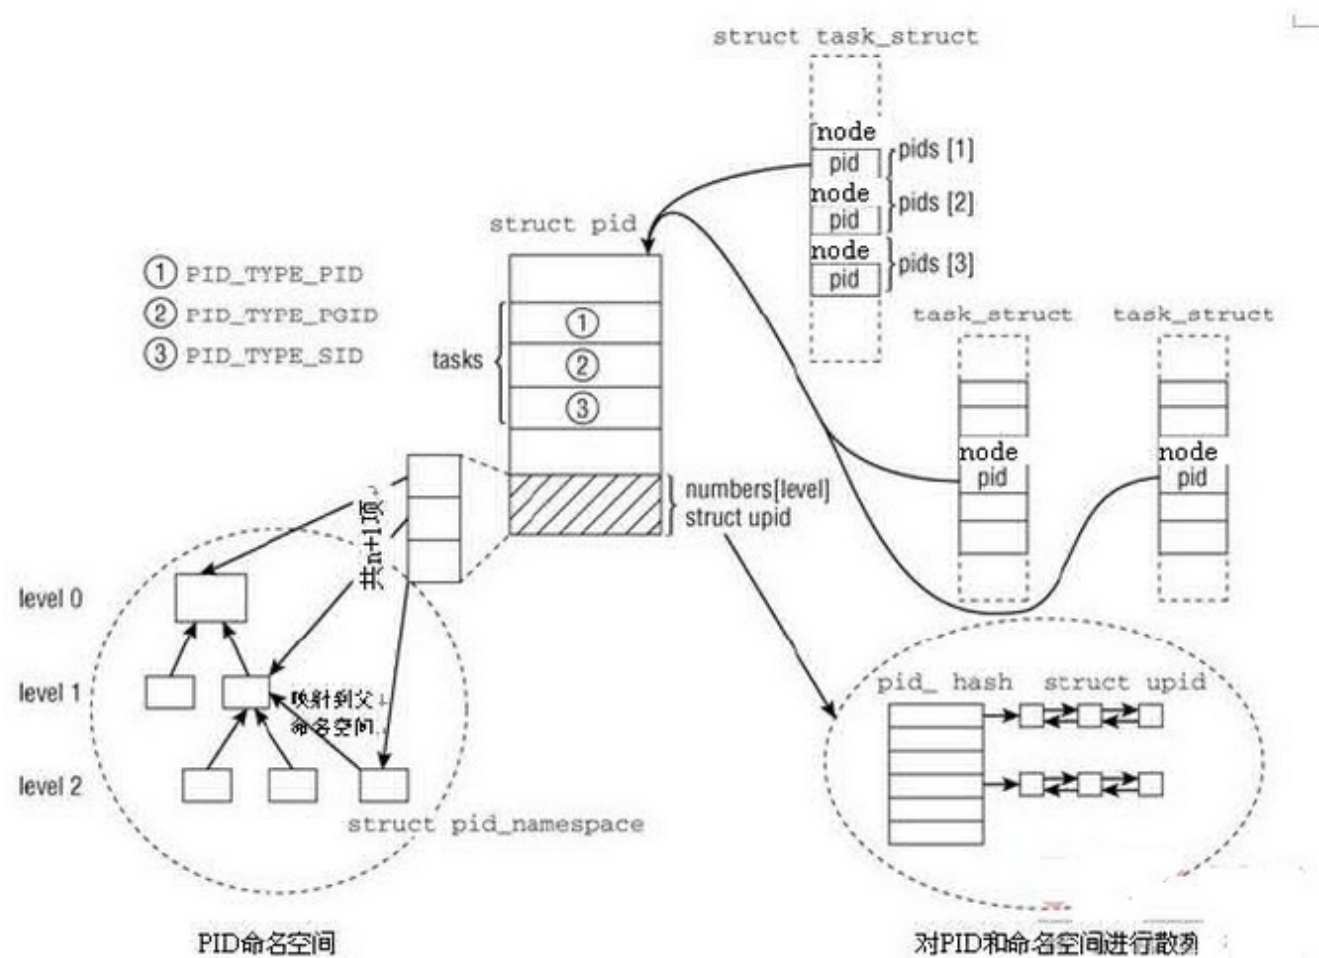 struct task_struct
node
pid
pids [1]
node
pid
pids [2]
node
pid
pids [3]
struct pid
① PID_TYPE_PID
② PID_TYPE_PGID
③ PID_TYPE_SID
tasks
①
②
③
task_struct
task_struct
node
pid
node
pid
numbers[level]
struct upid
共n+1项
level 0
level 1
映射到父
命名空间
level 2
struct pid_namespace
pid_ hash
struct upid
PID命名空间
对PID和命名空间进行散列